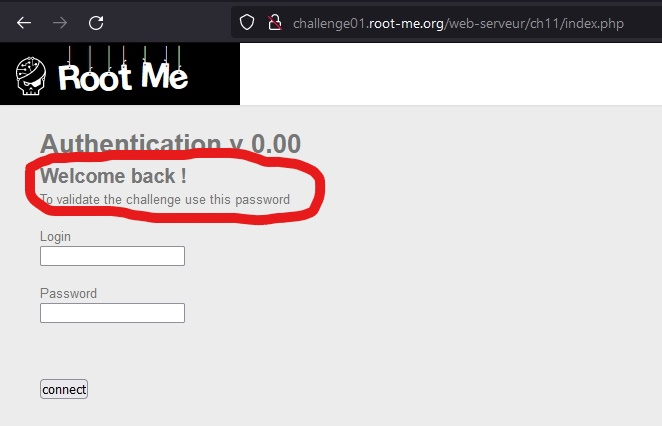 challenge01.root-me.org/web-serveur/ch11/index.php
Root Me
Authentication v 0.00
Welcome back !
To validate the challenge use this password
Login
Password
connect